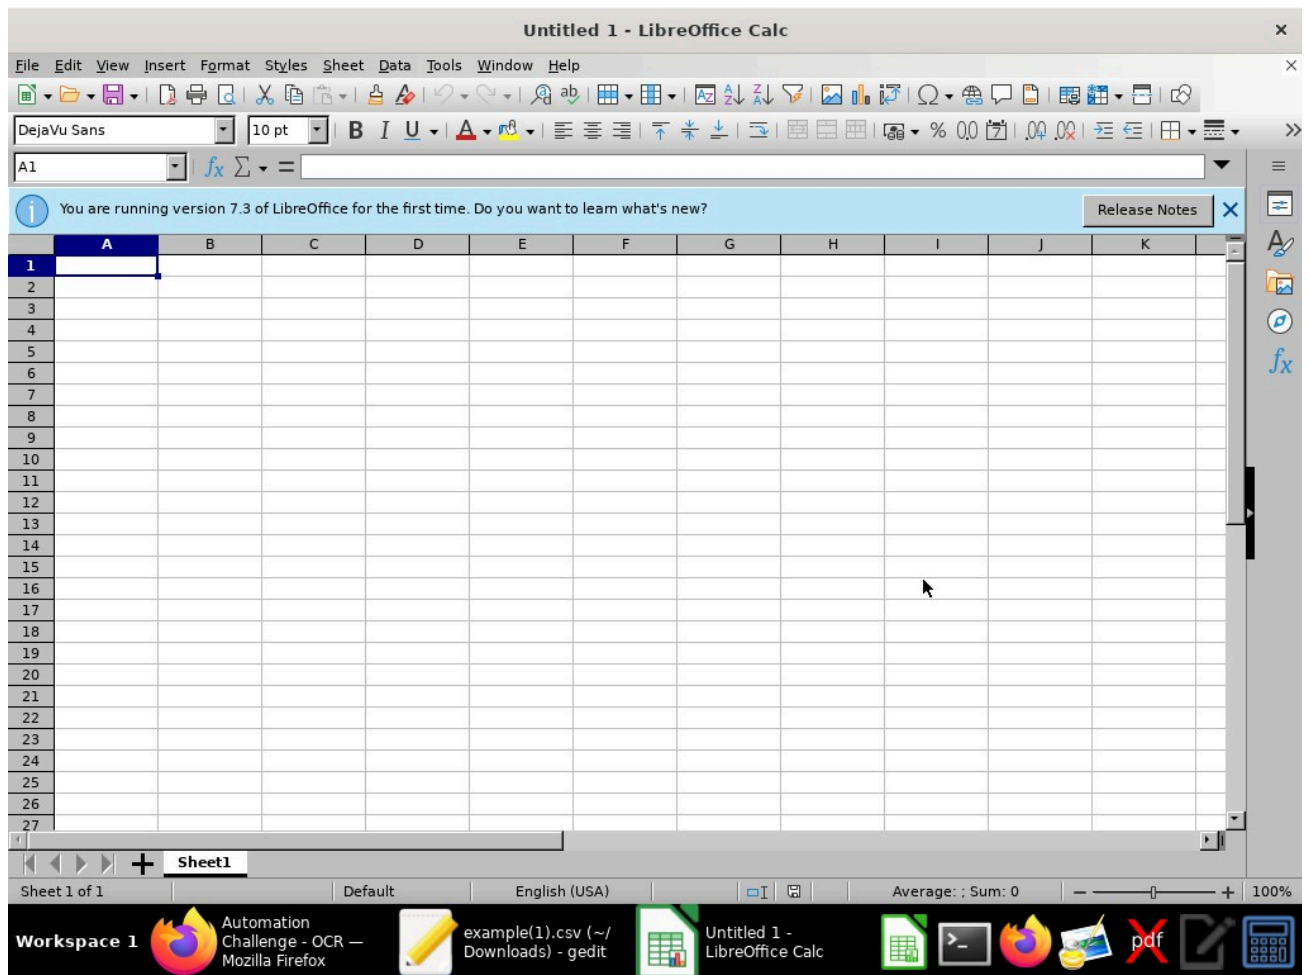 Untitled 1 - LibreOffice Calc
File Edit View Insert Format Styles Sheet Data Tools Window Help
DejaVu Sans 10 pt B I U A % 0.0
A1 fx Σ =
You are running version 7.3 of LibreOffice for the first time. Do you want to learn what's new? Release Notes
A B C D E F G H I J K
1
2
3
4
5
6
7
8
9
10
11
12
13
14
15
16
17
18
19
20
21
22
23
24
25
26
27
Sheet1
Sheet 1 of 1 Default English (USA) Average: ; Sum: 0 100%
Workspace 1
Automation
Challenge - OCR —
Mozilla Firefox
example(1).csv (~/
Downloads) - gedit
Untitled 1 -
LibreOffice Calc
pdf